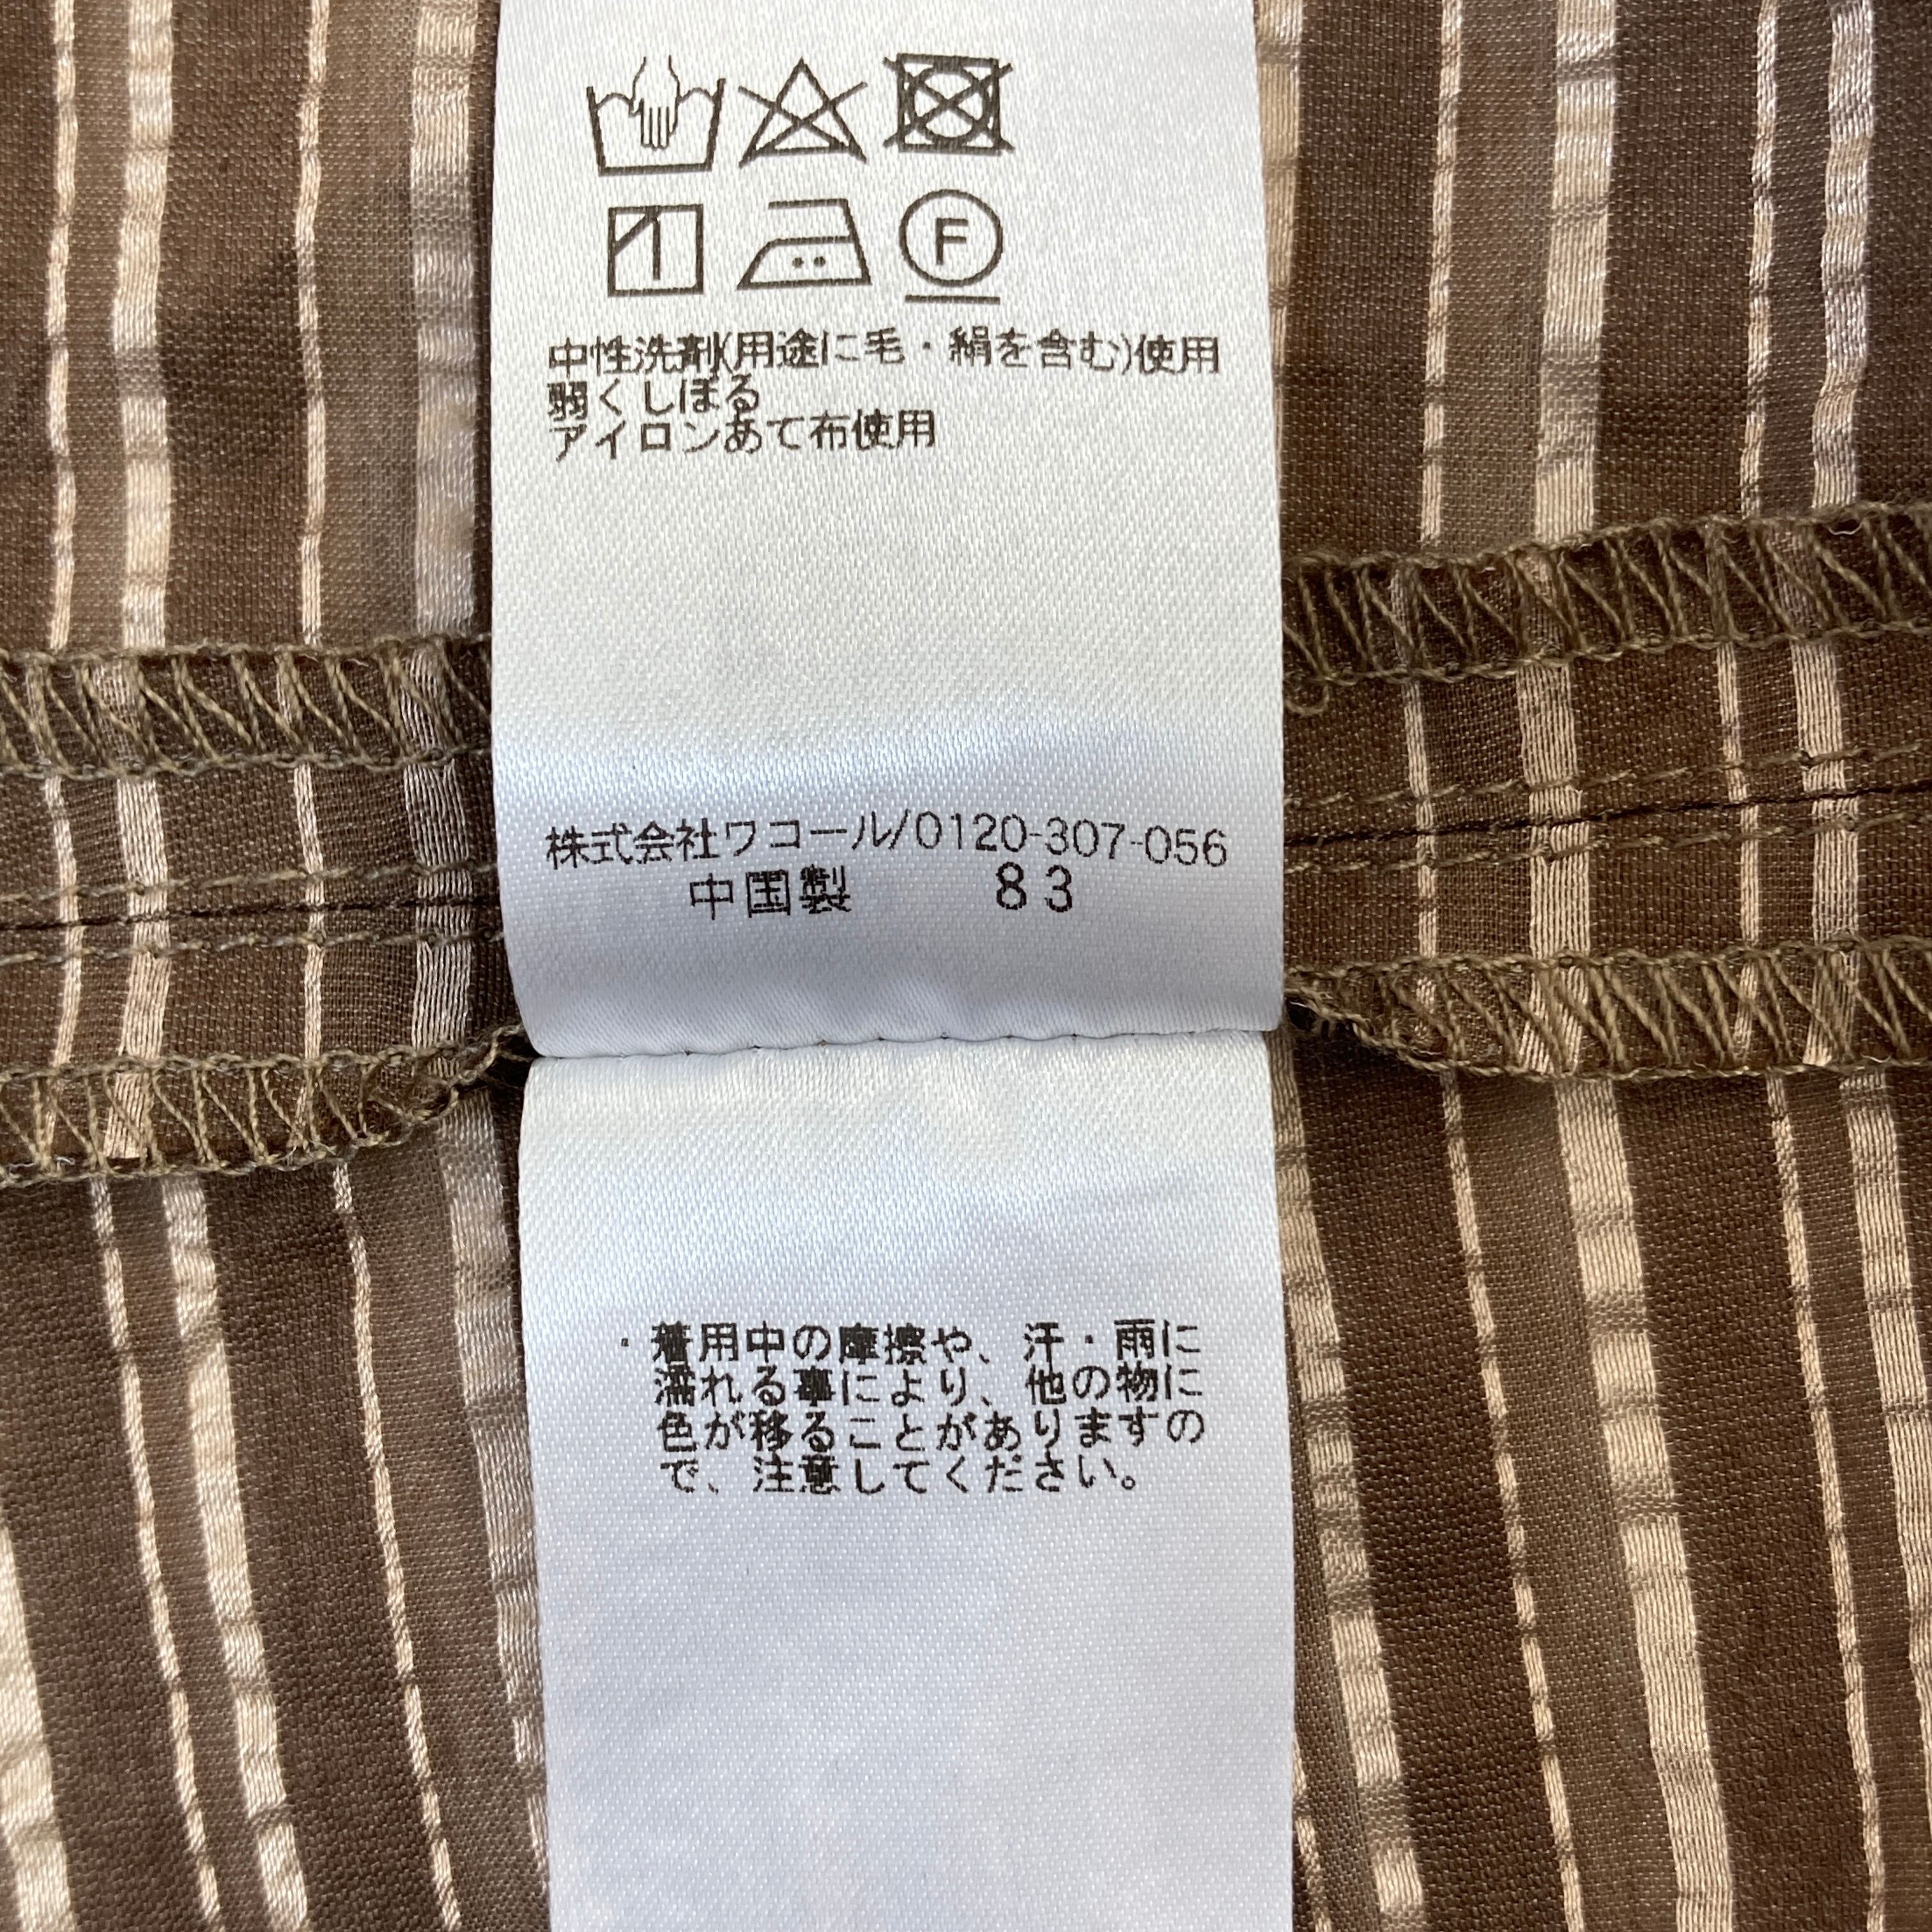 F
中性洗剤(用途に毛・絹を含む)使用
弱くしぼる
アイロンあて布使用
株式会社ワコール/0120-307-056
中国製 83
・着用中の摩擦や、汗・雨に
濡れる事により、他の物に
色が移ることがありますの
で、注意してください。